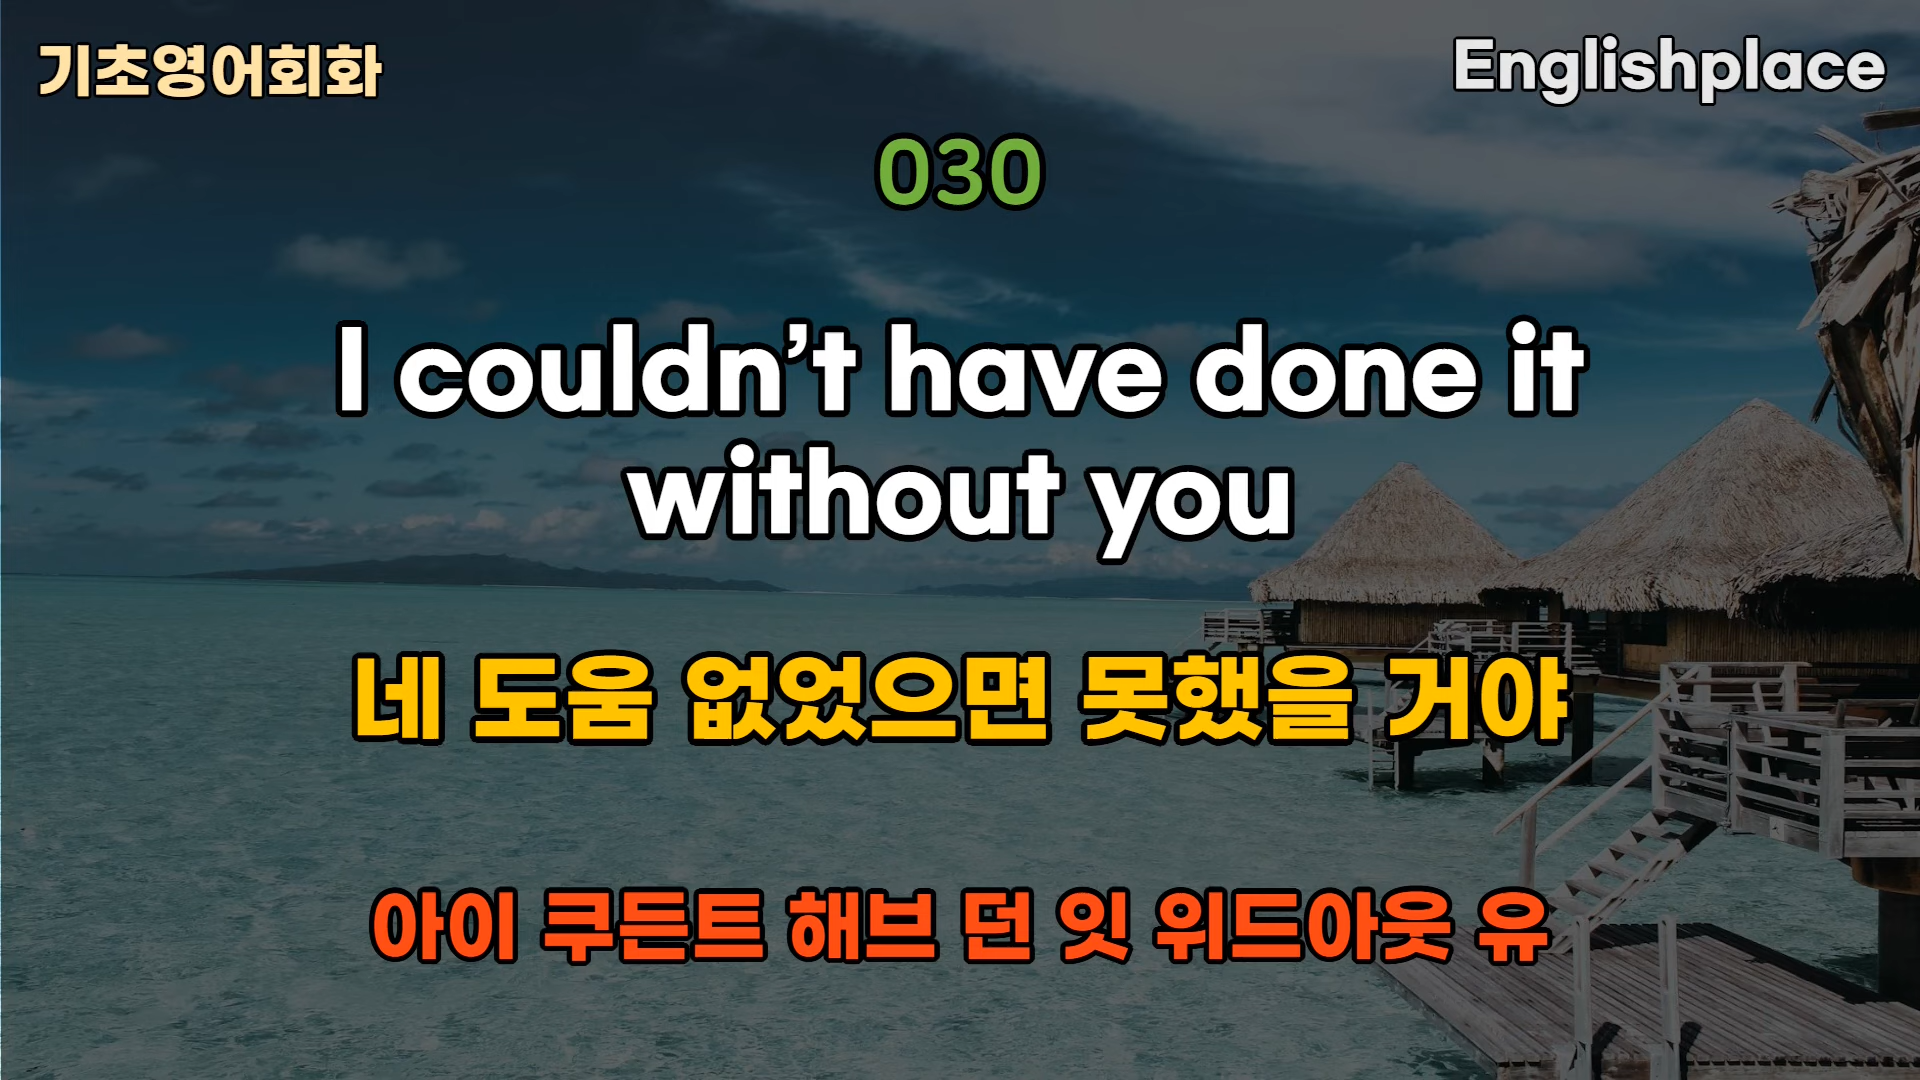 기초영어회화
Englishplace
030
I couldn’t have done it
without you
네 도움 없었으면 못했을 거야
아이 쿠든트 해브 던 잇 위드아웃 유